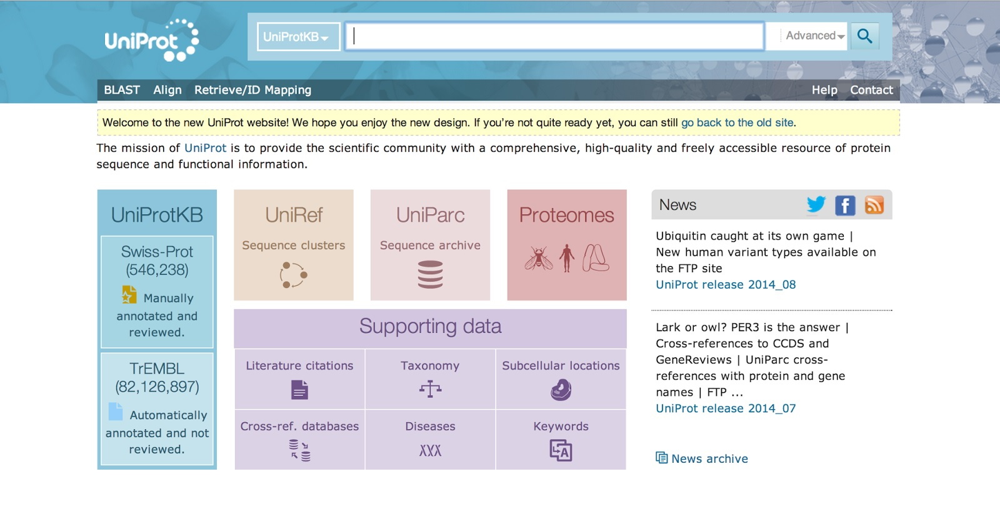 UniProt
UniProtKB
Advanced
BLAST Align Retrieve/ID Mapping
Help Contact
Welcome to the new UniProt website! We hope you enjoy the new design. If you’re not quite ready yet, you can still go back to the old site.
The mission of UniProt is to provide the scientific community with a comprehensive, high-quality and freely accessible resource of protein
sequence and functional information.
UniProtKB
Swiss-Prot
(546,238)
Manually
annotated and
reviewed.
TrEMBL
(82,126,897)
Automatically
annotated and not
reviewed.
UniRef
Sequence clusters
UniParc
Sequence archive
Proteomes
Supporting data
Literature citations
Taxonomy
Subcellular locations
Cross-ref. databases
Diseases
Keywords
A
News
Ubiquitin caught at its own game |
New human variant types available on
the FTP site
UniProt release 2014_08
Lark or owl? PER3 is the answer |
Cross-references to CCDS and
GeneReviews | UniParc cross-
references with protein and gene
names | FTP ...
UniProt release 2014_07
News archive